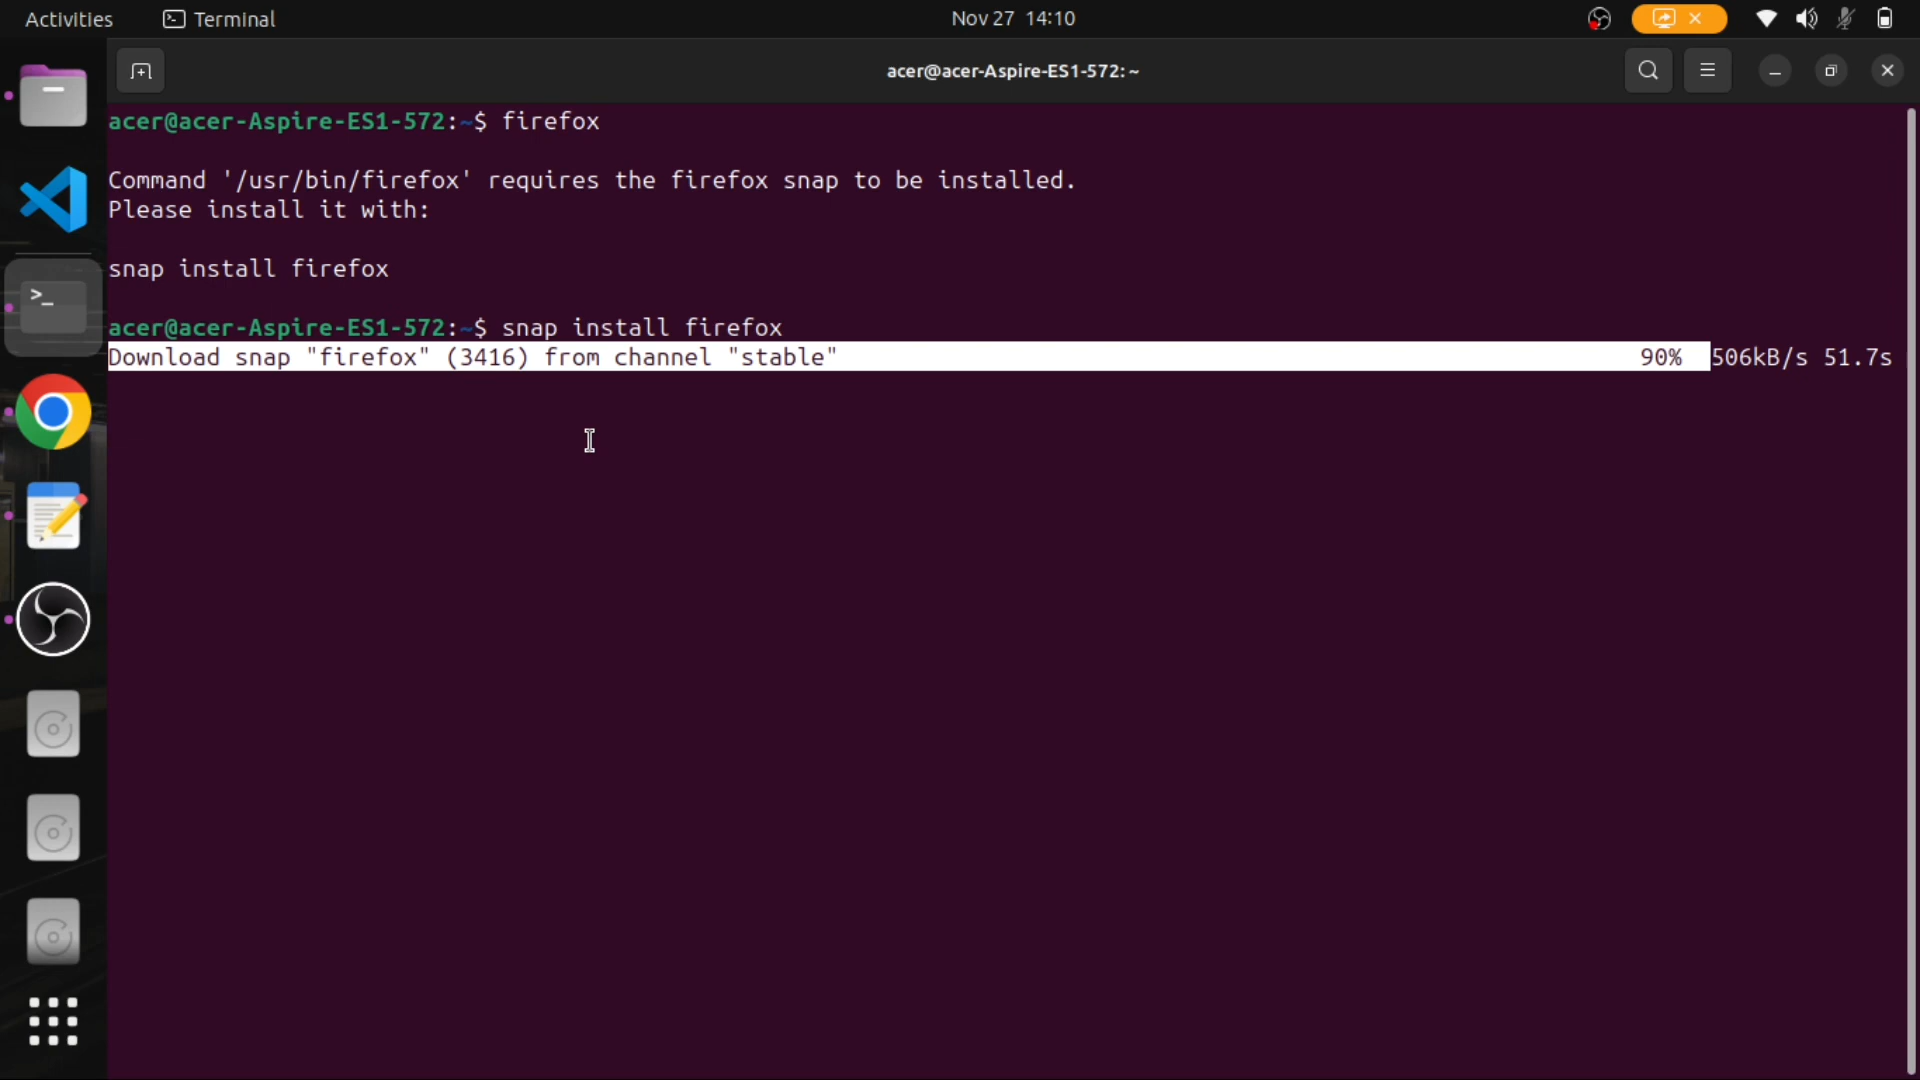 Activities Terminal Nov 27 14:10
acer@acer-Aspire-ES1-572: ~
acer@acer-Aspire-ES1-572:~$ firefox
Command '/usr/bin/firefox' requires the firefox snap to be installed.
Please install it with:
snap install firefox
acer@acer-Aspire-ES1-572:~$ snap install firefox
Download snap "firefox" (3416) from channel "stable" 90% 506kB/s 51.7s